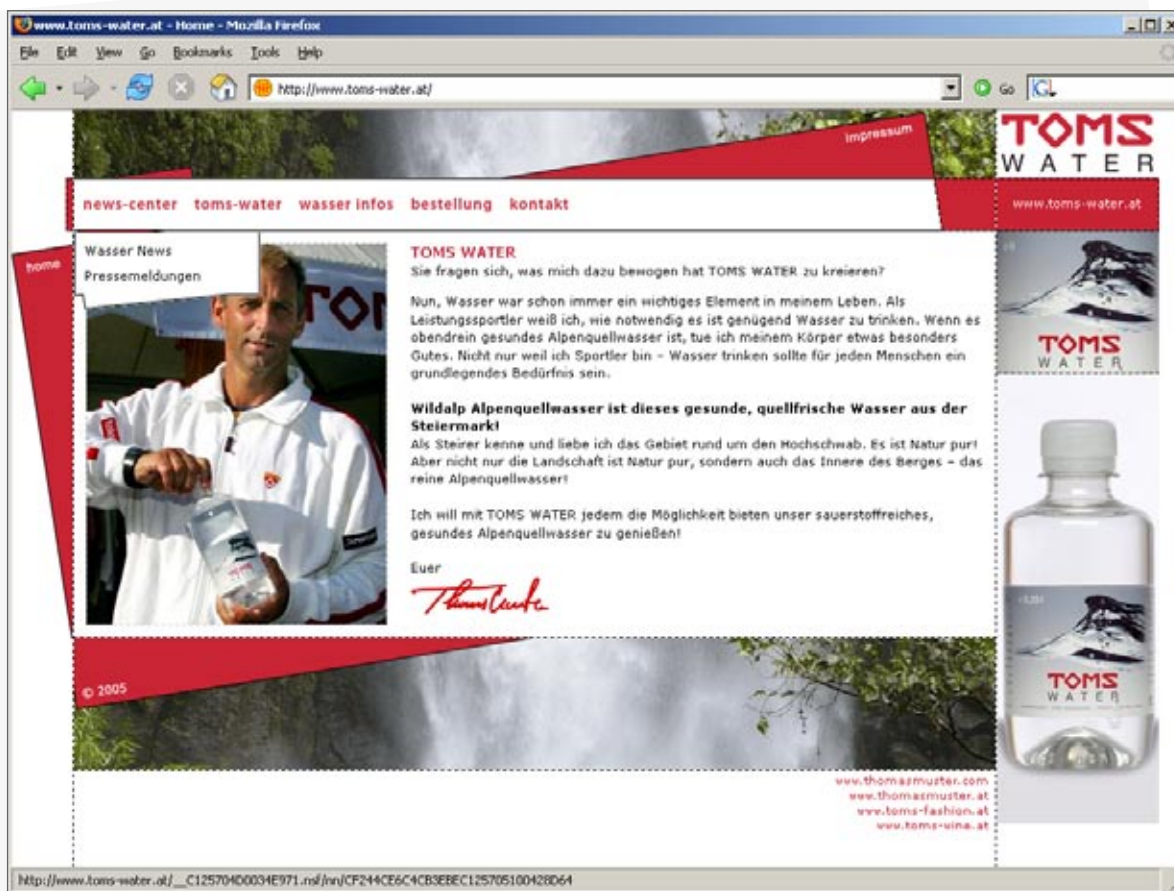 www.toms-water.at - Home - Mozilla Firefox
File Edit View Go Bookmarks Tools Help
http://www.toms-water.at/ Go
impressum
TOMS
WATER
news-center toms-water wasser infos bestellung kontakt
www.toms-water.at
home
Wasser News
Pressemeldungen
TOMS WATER
Sie fragen sich, was mich dazu bewogen hat TOMS WATER zu kreieren?
Nun, Wasser war schon immer ein wichtiges Element in meinem Leben. Als
Leistungssportler weiß ich, wie notwendig es ist genügend Wasser zu trinken. Wenn es
obendrein gesundes Alpenquellwasser ist, tue ich meinem Körper etwas besonders
Gutes. Nicht nur weil ich Sportler bin – Wasser trinken sollte für jeden Menschen ein
grundlegendes Bedürfnis sein.
Wildalp Alpenquellwasser ist dieses gesunde, quellfrische Wasser aus der
Steiermark!
Als Steirer kenne und liebe ich das Gebiet rund um den Hochschwab. Es ist Natur pur!
Aber nicht nur die Landschaft ist Natur pur, sondern auch das Innere des Berges – das
reine Alpenquellwasser!
Ich will mit TOMS WATER jedem die Möglichkeit bieten unser sauerstoffreiches,
gesundes Alpenquellwasser zu genießen!
Euer
TOMS
WATER
TOMS
WATER
© 2005
www.thomasmuster.com
www.thomasmuster.at
www.toms-fashion.at
www.toms-wine.at
http://www.toms-water.at/__C125704D0034E971.nsf/nn/CF244CE6C4CB3EBEC125705100428D64